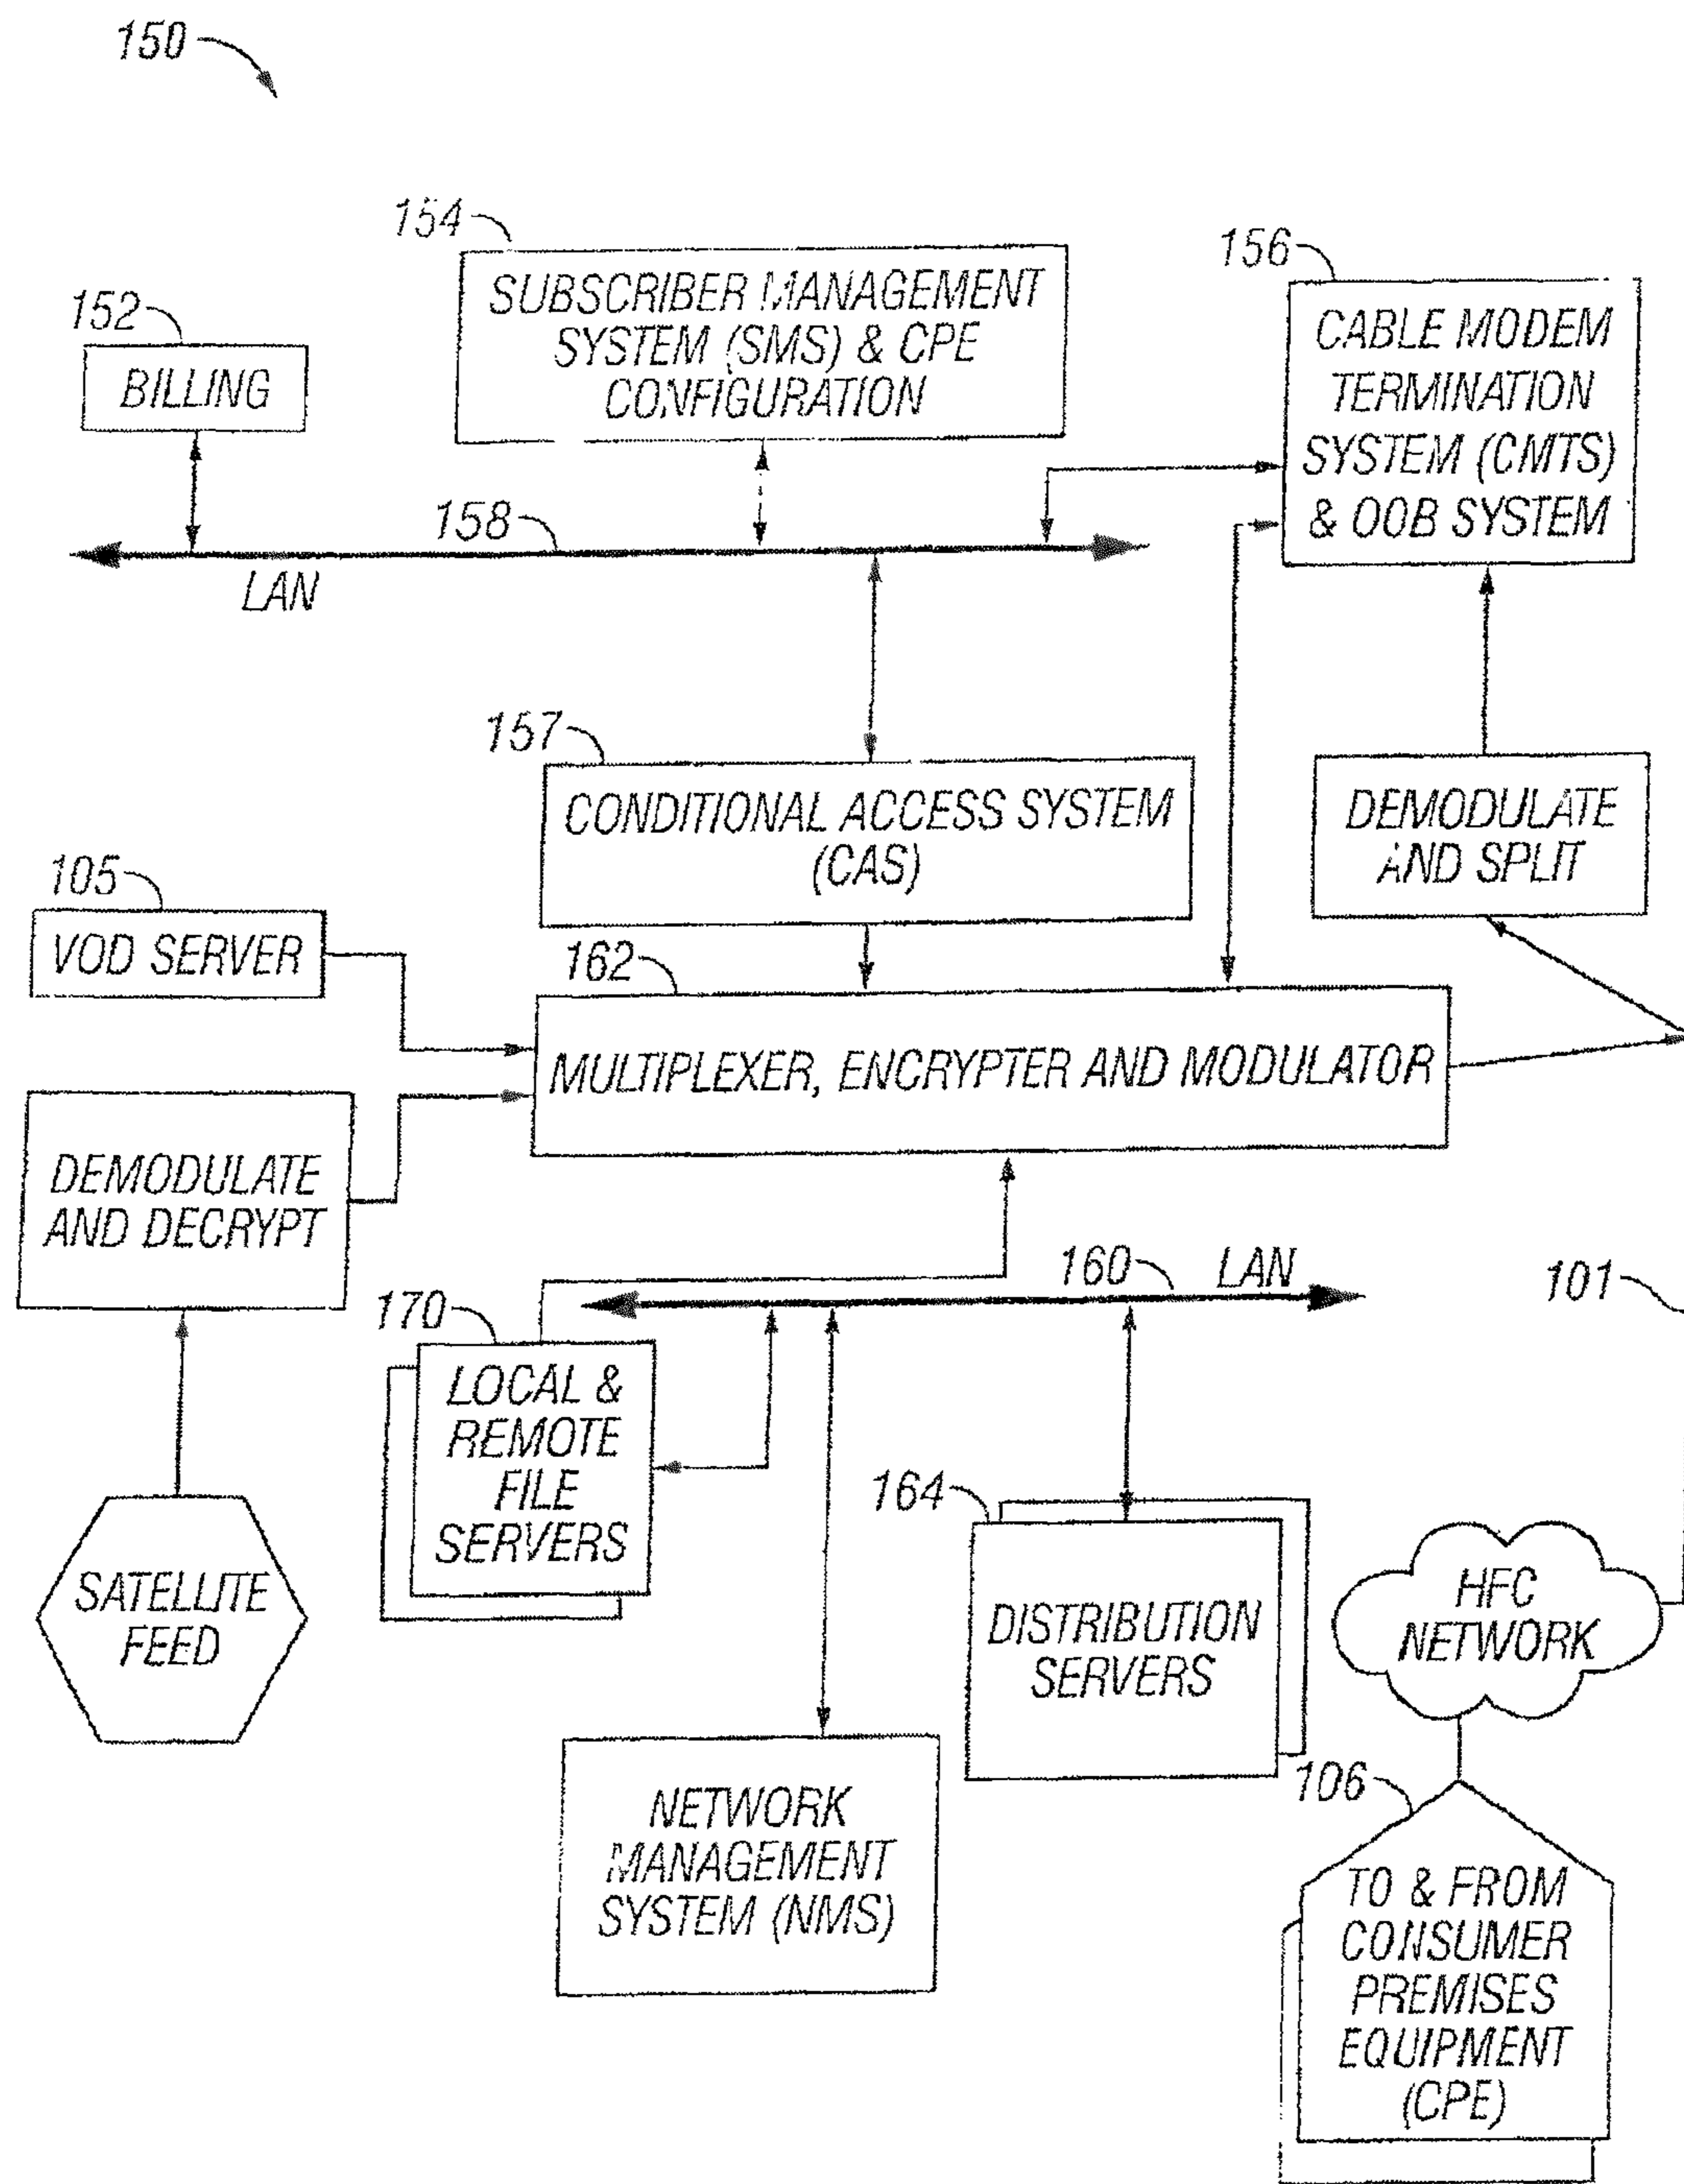 150
154
SUBSCRIBER MANAGEMENT
SYSTEM (SMS) & CPE
CONFIGURATION
156
CABLE MODEM
TERMINATION
SYSTEM (CMTS)
& OOB SYSTEM
152
BILLING
158
LAN
157
CONDITIONAL ACCESS SYSTEM
(CAS)
DEMODULATE
AND SPLIT
105
VOD SERVER
162
MULTIPLEXER, ENCRYPTER AND MODULATOR
DEMODULATE
AND DECRYPT
160
LAN
101
170
LOCAL &
REMOTE
FILE
SERVERS
164
DISTRIBUTION
SERVERS
HFC
NETWORK
SATELLITE
FEED
NETWORK
MANAGEMENT
SYSTEM (NMS)
106
TO & FROM
CONSUMER
PREMISES
EQUIPMENT
(CPE)